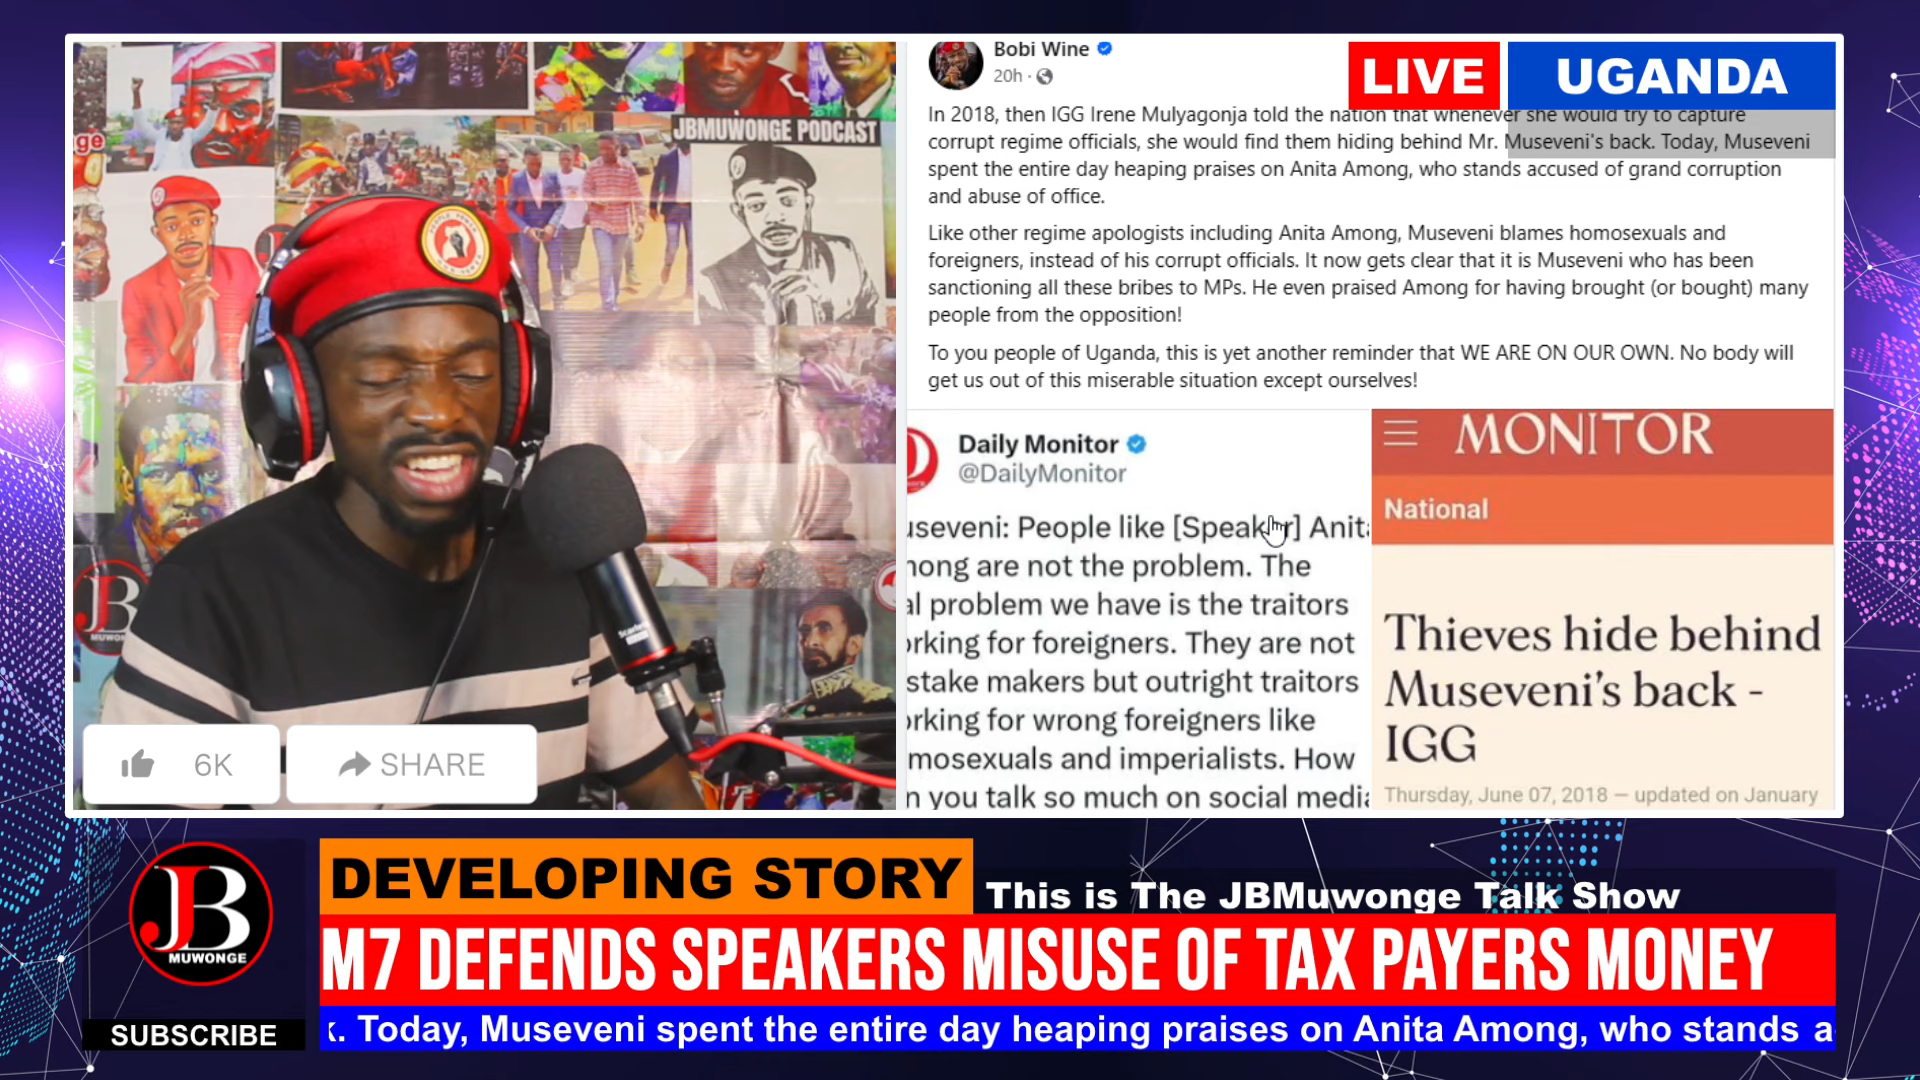 ge
JBMUWONGE PODCAST
JB
MUWON
6K
SHARE
Bobi Wine
20h ·
LIVE
UGANDA
In 2018, then IGG Irene Mulyagonja told the nation that whenever she would try to capture
corrupt regime officials, she would find them hiding behind Mr. Museveni's back. Today, Museveni
spent the entire day heaping praises on Anita Among, who stands accused of grand corruption
and abuse of office.
Like other regime apologists including Anita Among, Museveni blames homosexuals and
foreigners, instead of his corrupt officials. It now gets clear that it is Museveni who has been
sanctioning all these bribes to MPs. He even praised Among for having brought (or bought) many
people from the opposition!
To you people of Uganda, this is yet another reminder that WE ARE ON OUR OWN. No body will
get us out of this miserable situation except ourselves!
Daily Monitor
@DailyMonitor
useveni: People like [Speaker] Anita
nong are not the problem. The
al problem we have is the traitors
orking for foreigners. They are not
stake makers but outright traitors
orking for wrong foreigners like
mosexuals and imperialists. How
n you talk so much on social media
MONITOR
National
Thieves hide behind
Museveni's back -
IGG
Thursday, June 07, 2018 — updated on January
JB
MUWONGE
SUBSCRIBE
DEVELOPING STORY
This is The JBMuwonge Talk Show
M7 DEFENDS SPEAKERS MISUSE OF TAX PAYERS MONEY
k. Today, Museveni spent the entire day heaping praises on Anita Among, who stands a